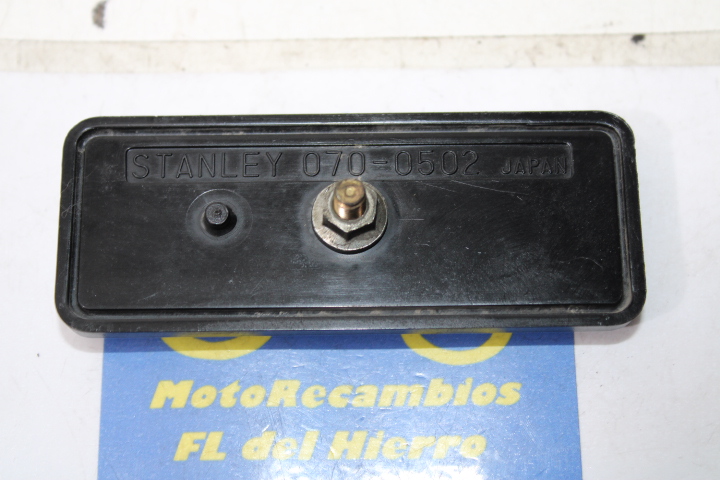 STANLEY 070-0502 JAPAN
MotoRecambios
FL del Hierro